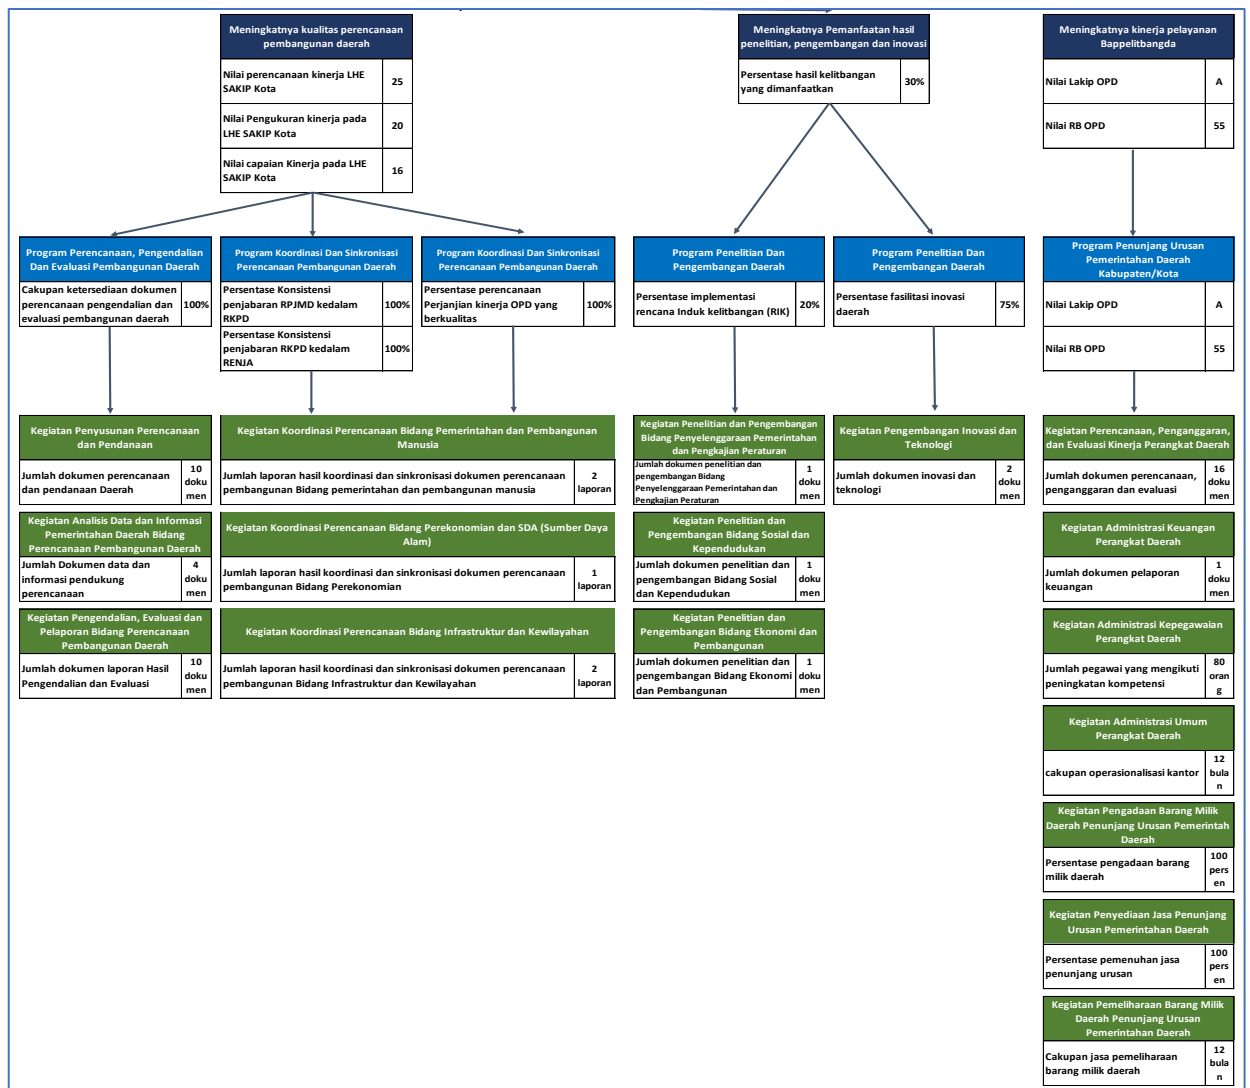 Meningkatnya kualitas perencanaan
pembangunan daerah
Nilai perencanaan kinerja LHE
SAKIP Kota
25
Nilai Pengukuran kinerja pada
LHE SAKIP Kota
20
Nilai capaian Kinerja pada LHE
SAKIP Kota
16
Meningkatnya Pemanfaatan hasil
penelitian, pengembangan dan inovasi
Persentase hasil kelitbangan
yang dimanfaatkan
30%
Meningkatnya kinerja pelayanan
Bappelitbangda
Nilai Lakip OPD
A
Nilai RB OPD
55
Program Perencanaan, Pengendalian
Dan Evaluasi Pembangunan Daerah
Cakupan ketersediaan dokumen
perencanaan pengendalian dan
evaluasi pembangunan daerah
100%
Program Koordinasi Dan Sinkronisasi
Perencanaan Pembangunan Daerah
Persentase Konsistensi
penjabaran RPJMD kedalam
RKPD
100%
Persentase Konsistensi
penjabaran RKPD kedalam
RENJA
100%
Program Koordinasi Dan Sinkronisasi
Perencanaan Pembangunan Daerah
Persentase perencanaan
Perjanjian kinerja OPD yang
berkualitas
100%
Program Penelitian Dan
Pengembangan Daerah
Persentase implementasi
rencana Induk kelitbangan (RIK)
20%
Program Penelitian Dan
Pengembangan Daerah
Persentase fasilitasi inovasi
daerah
75%
Program Penunjang Urusan
Pemerintahan Daerah
Kabupaten/Kota
Nilai Lakip OPD
A
Nilai RB OPD
55
Kegiatan Penyusunan Perencanaan
dan Pendanaan
Jumlah dokumen perencanaan
dan pendanaan Daerah
10
doku
men
Kegiatan Analisis Data dan Informasi
Pemerintahan Daerah Bidang
Perencanaan Pembangunan Daerah
Jumlah Dokumen data dan
informasi pendukung
perencanaan
4
doku
men
Kegiatan Pengendalian, Evaluasi dan
Pelaporan Bidang Perencanaan
Pembangunan Daerah
Jumlah dokumen laporan Hasil
Pengendalian dan Evaluasi
10
doku
men
Kegiatan Koordinasi Perencanaan Bidang Pemerintahan dan Pembangunan
Manusia
Jumlah laporan hasil koordinasi dan sinkronisasi dokumen perencanaan
pembangunan Bidang pemerintahan dan pembangunan manusia
2
laporan
Kegiatan Koordinasi Perencanaan Bidang Perekonomian dan SDA (Sumber Daya
Alam)
Jumlah laporan hasil koordinasi dan sinkronisasi dokumen perencanaan
pembangunan Bidang Perekonomian
1
laporan
Kegiatan Koordinasi Perencanaan Bidang Infrastruktur dan Kewilayahan
Jumlah laporan hasil koordinasi dan sinkronisasi dokumen perencanaan
pembangunan Bidang Infrastruktur dan Kewilayahan
2
laporan
Kegiatan Penelitian dan Pengembangan
Bidang Penyelenggaraan Pemerintahan
dan Pengkajian Peraturan
Jumlah dokumen penelitian dan
pengembangan Bidang
Penyelenggaraan Pemerintahan dan
Pengkajian Peraturan
1
doku
men
Kegiatan Penelitian dan
Pengembangan Bidang Sosial dan
Kependudukan
Jumlah dokumen penelitian dan
pengembangan Bidang Sosial
dan Kependudukan
1
doku
men
Kegiatan Penelitian dan
Pengembangan Bidang Ekonomi dan
Pembangunan
Jumlah dokumen penelitian dan
pengembangan Bidang Ekonomi
dan Pembangunan
1
doku
men
Kegiatan Pengembangan Inovasi dan
Teknologi
Jumlah dokumen inovasi dan
teknologi
2
doku
men
Kegiatan Perencanaan, Penganggaran,
dan Evaluasi Kinerja Perangkat Daerah
Jumlah dokumen perencanaan,
penganggaran dan evaluasi
16
doku
men
Kegiatan Administrasi Keuangan
Perangkat Daerah
Jumlah dokumen pelaporan
keuangan
1
doku
men
Kegiatan Administrasi Kepegawaian
Perangkat Daerah
Jumlah pegawai yang mengikuti
peningkatan kompetensi
80
oran
g
Kegiatan Administrasi Umum
Perangkat Daerah
cakupan operasionalisasi kantor
12
bula
n
Kegiatan Pengadaan Barang Milik
Daerah Penunjang Urusan Pemerintah
Daerah
Persentase pengadaan barang
milik daerah
100
pers
en
Kegiatan Penyediaan Jasa Penunjang
Urusan Pemerintahan Daerah
Persentase pemenuhan jasa
penunjang urusan
100
pers
en
Kegiatan Pemeliharaan Barang Milik
Daerah Penunjang Urusan
Pemerintahan Daerah
Cakupan jasa pemeliharaan
barang milik daerah
12
bula
n